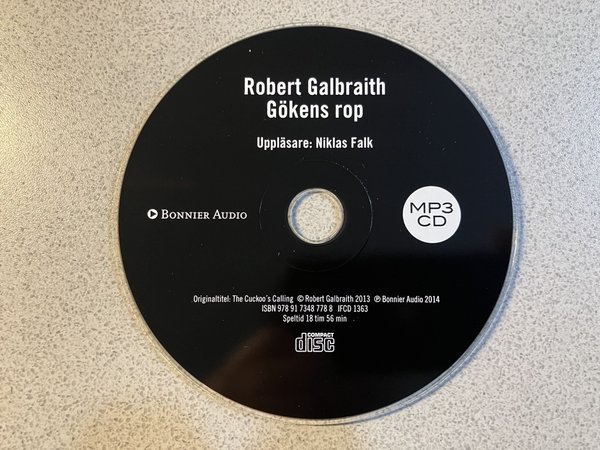 Robert Galbraith
Gökens rop
Uppläsare: Niklas Falk
BONNIER AUDIO
MP3
CD
Originaltitel: The Cuckoo's Calling © Robert Galbraith 2013 ℗ Bonnier Audio 2014
ISBN 978 91 7348 778 8 IFCD 1363
Speltid 18 tim 56 min
COMPACT
disc